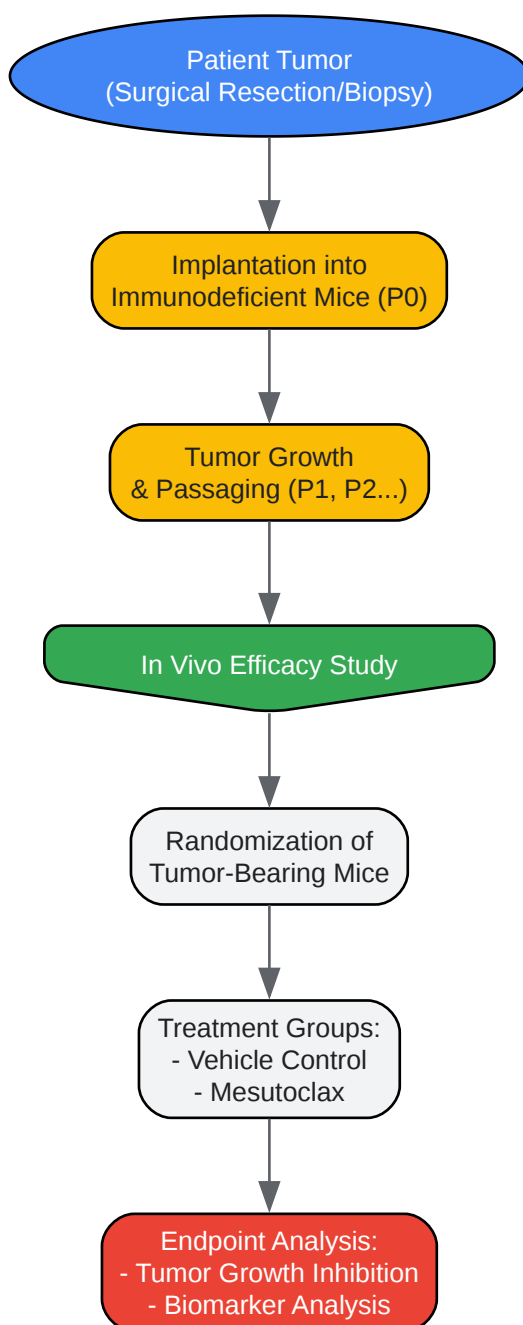 Patient Tumor
(Surgical Resection/Biopsy)
Implantation into
Immunodeficient Mice (P0)
Tumor Growth
& Passaging (P1, P2...)
In Vivo Efficacy Study
Randomization of
Tumor-Bearing Mice
Treatment Groups:
- Vehicle Control
- Mesutoclax
Endpoint Analysis:
- Tumor Growth Inhibition
- Biomarker Analysis